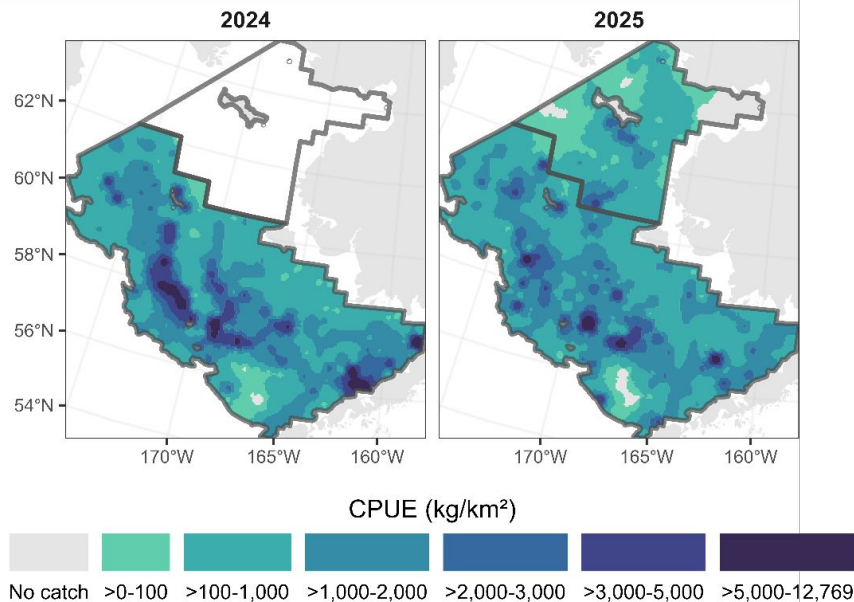 2024 2025
62°N
60°N
58°N
56°N
54°N
170°W 165°W 160°W 170°W 165°W 160°W
CPUE (kg/km²)
No catch >0-100 >100-1,000 >1,000-2,000 >2,000-3,000 >3,000-5,000 >5,000-12,769